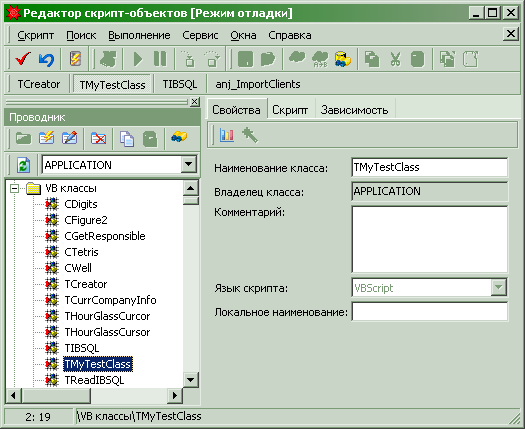 Редактор скрипт-объектов [Режим отладки]
Скрипт Поиск Выполнение Сервис Окна Справка
TCreator TMyTestClass TIBSQL anj_ImportClients
Проводник
APPLICATION
VB классы
CDigits
CFigure2
CGetResponsible
CTetris
CWell
TCreator
TCurrCompanyInfo
THourGlassCurcor
THourGlassCursor
TIBSQL
TMyTestClass
TReadIBSQL
Свойства Скрипт Зависимость
Наименование класса: TMyTestClass
Владелец класса: APPLICATION
Комментарий:
Язык скрипта: VBScript
Локальное наименование:
2: 19 \VB классы\TMyTestClass